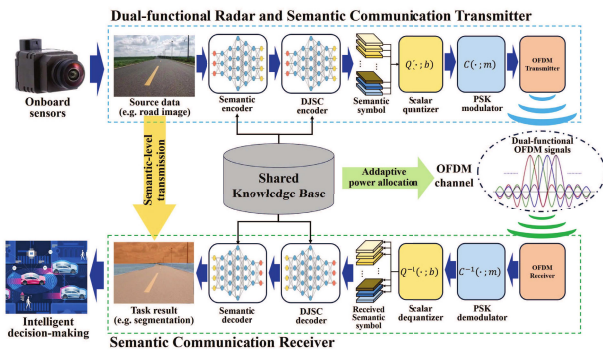 Dual-functional Radar and Semantic Communication Transmitter
Onboard
sensors
Source data
(e.g. road image)
Semantic
encoder
DJSC
encoder
Semantic
symbol
Q(·;b)
Scalar
quantizer
C(·;m)
PSK
modulator
OFDM
Transmitter
Semantic-level
transmission
Shared
Knowledge Base
Addaptive
power allocation
OFDM
channel
Dual-functional
OFDM signals
Intelligent
decision-making
Task result
(e.g. segmentation)
Semantic
decoder
DJSC
decoder
Received
Semantic
symbol
Q⁻¹(·;b)
Scalar
dequantizer
C⁻¹(·;m)
PSK
demodulator
OFDM
Receiver
Semantic Communication Receiver